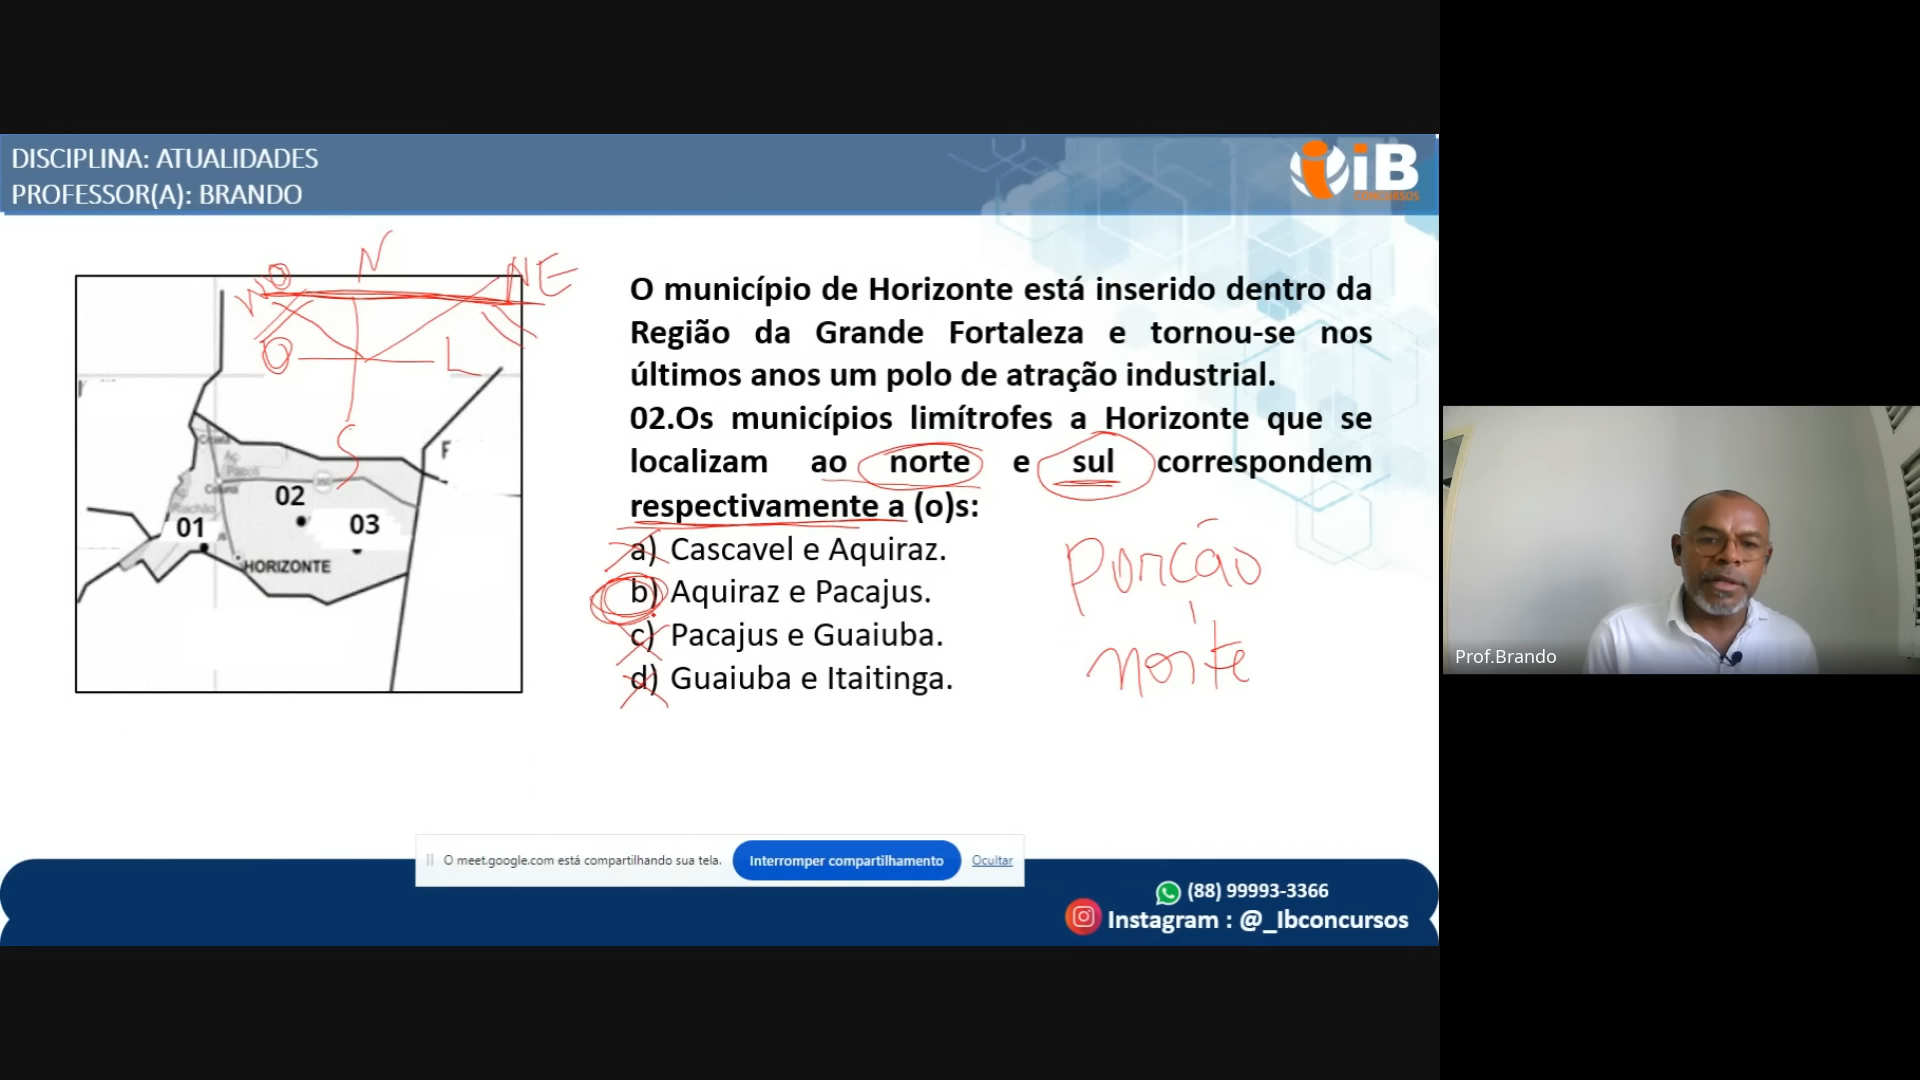 DISCIPLINA: ATUALIDADES
PROFESSOR(A): BRANDO
iB
CONCURSOS
N
NO
NE
O
L
S
F
02
01
03
HORIZONTE
O município de Horizonte está inserido dentro da
Região da Grande Fortaleza e tornou-se nos
últimos anos um polo de atração industrial.
02.Os municípios limítrofes a Horizonte que se
localizam ao norte e sul correspondem
respectivamente a (o)s:
a) Cascavel e Aquiraz.
b) Aquiraz e Pacajus.
c) Pacajus e Guaiuba.
d) Guaiuba e Itaitinga.
Porção
norte
Prof.Brando
O meet.google.com está compartilhando sua tela.
Interromper compartilhamento
Ocultar
(88) 99993-3366
Instagram : @_Ibconcursos